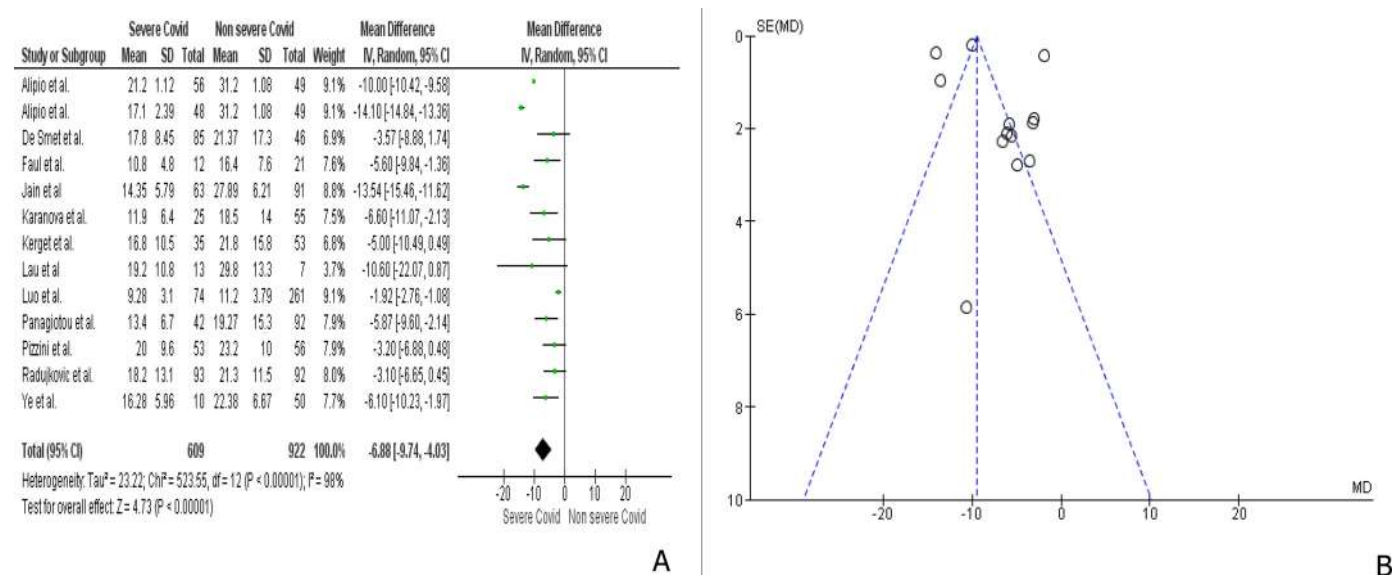 Severe Covid Non severe Covid Mean Difference Mean Difference
Study or Subgroup Mean SD Total Mean SD Total Weight IV, Random, 95% CI IV, Random, 95% CI
Alipio et al. 21.2 1.12 56 31.2 1.08 49 9.1% -10.00 [-10.42, -9.58]
Alipio et al. 17.1 2.39 48 31.2 1.08 49 9.1% -14.10 [-14.84, -13.36]
De Smet et al. 17.8 8.45 85 21.37 17.3 46 6.9% -3.57 [-8.88, 1.74]
Faul et al. 10.8 4.8 12 16.4 7.6 21 7.6% -5.60 [-9.84, -1.36]
Jain et al 14.35 5.79 63 27.89 6.21 91 8.8% -13.54 [-15.46, -11.62]
Karanova et al. 11.9 6.4 25 18.5 14 55 7.5% -6.60 [-11.07, -2.13]
Kerget et al. 16.8 10.5 35 21.8 15.8 53 6.8% -5.00 [-10.49, 0.49]
Lau et al 19.2 10.8 13 29.8 13.3 7 3.7% -10.60 [-22.07, 0.87]
Luo et al. 9.28 3.1 74 11.2 3.79 261 9.1% -1.92 [-2.76, -1.08]
Panagiotou et al. 13.4 6.7 42 19.27 15.3 92 7.9% -5.87 [-9.60, -2.14]
Pizzini et al. 20 9.6 53 23.2 10 56 7.9% -3.20 [-6.88, 0.48]
Radujkovic et al. 18.2 13.1 93 21.3 11.5 92 8.0% -3.10 [-6.65, 0.45]
Ye et al. 16.28 5.96 10 22.38 6.67 50 7.7% -6.10 [-10.23, -1.97]
Total (95% CI) 609 922 100.0% -6.88 [-9.74, -4.03]
Heterogeneity: Tau² = 23.22; Chi² = 523.55, df = 12 (P < 0.00001); I² = 98%
Test for overall effect: Z = 4.73 (P < 0.00001)
-20 -10 0 10 20
Severe Covid Non severe Covid
A
SE(MD)
0
2
4
6
8
10
MD
-20 -10 0 10 20
B